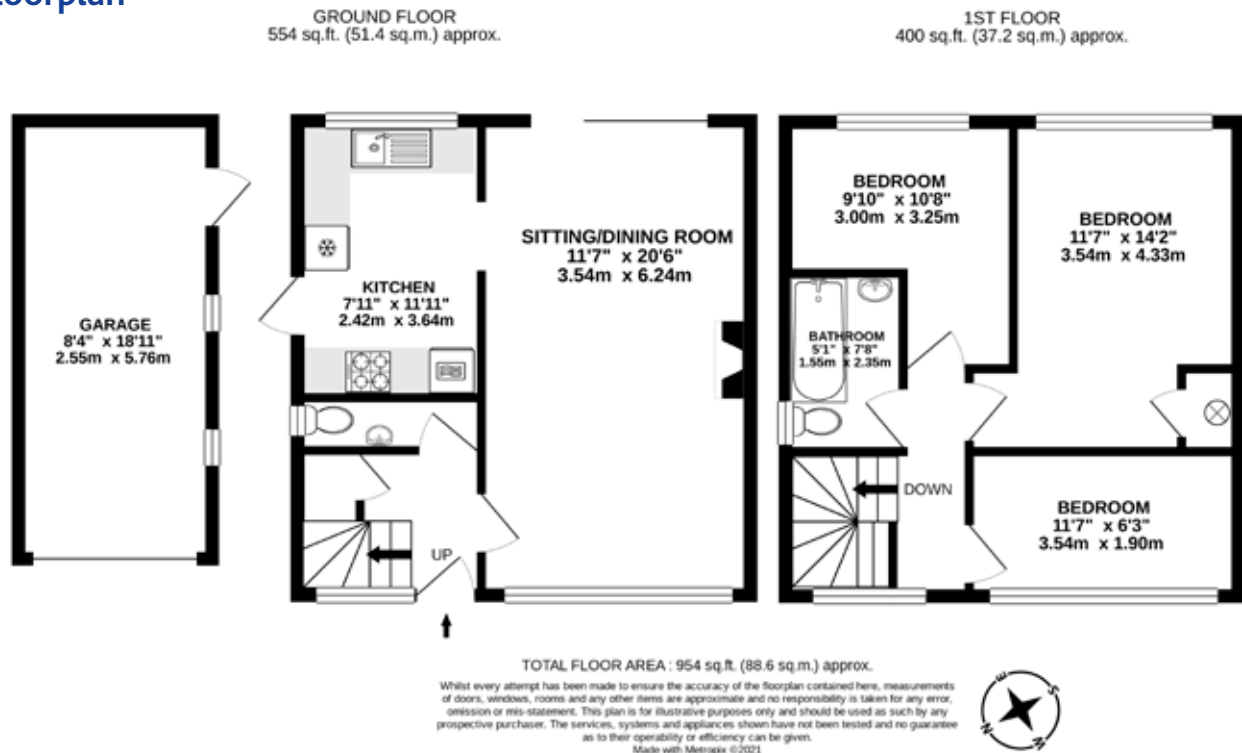 GROUND FLOOR
554 sq.ft. (51.4 sq.m.) approx.
1ST FLOOR
400 sq.ft. (37.2 sq.m.) approx.
GARAGE
8'4" x 18'11"
2.55m x 5.76m
KITCHEN
7'11" x 11'11"
2.42m x 3.64m
SITTING/DINING ROOM
11'7" x 20'6"
3.54m x 6.24m
UP
BEDROOM
9'10" x 10'8"
3.00m x 3.25m
BEDROOM
11'7" x 14'2"
3.54m x 4.33m
BATHROOM
5'1" x 7'8"
1.55m x 2.35m
DOWN
BEDROOM
11'7" x 6'3"
3.54m x 1.90m
TOTAL FLOOR AREA : 954 sq.ft. (88.6 sq.m.) approx.
Whilst every attempt has been made to ensure the accuracy of the floorplan contained here, measurements
of doors, windows, rooms and any other items are approximate and no responsibility is taken for any error,
omission or mis-statement. This plan is for illustrative purposes only and should be used as such by any
prospective purchaser. The services, systems and appliances shown have not been tested and no guarantee
as to their operability or efficiency can be given.
Made with Metropix ©2021
E
S
N
W